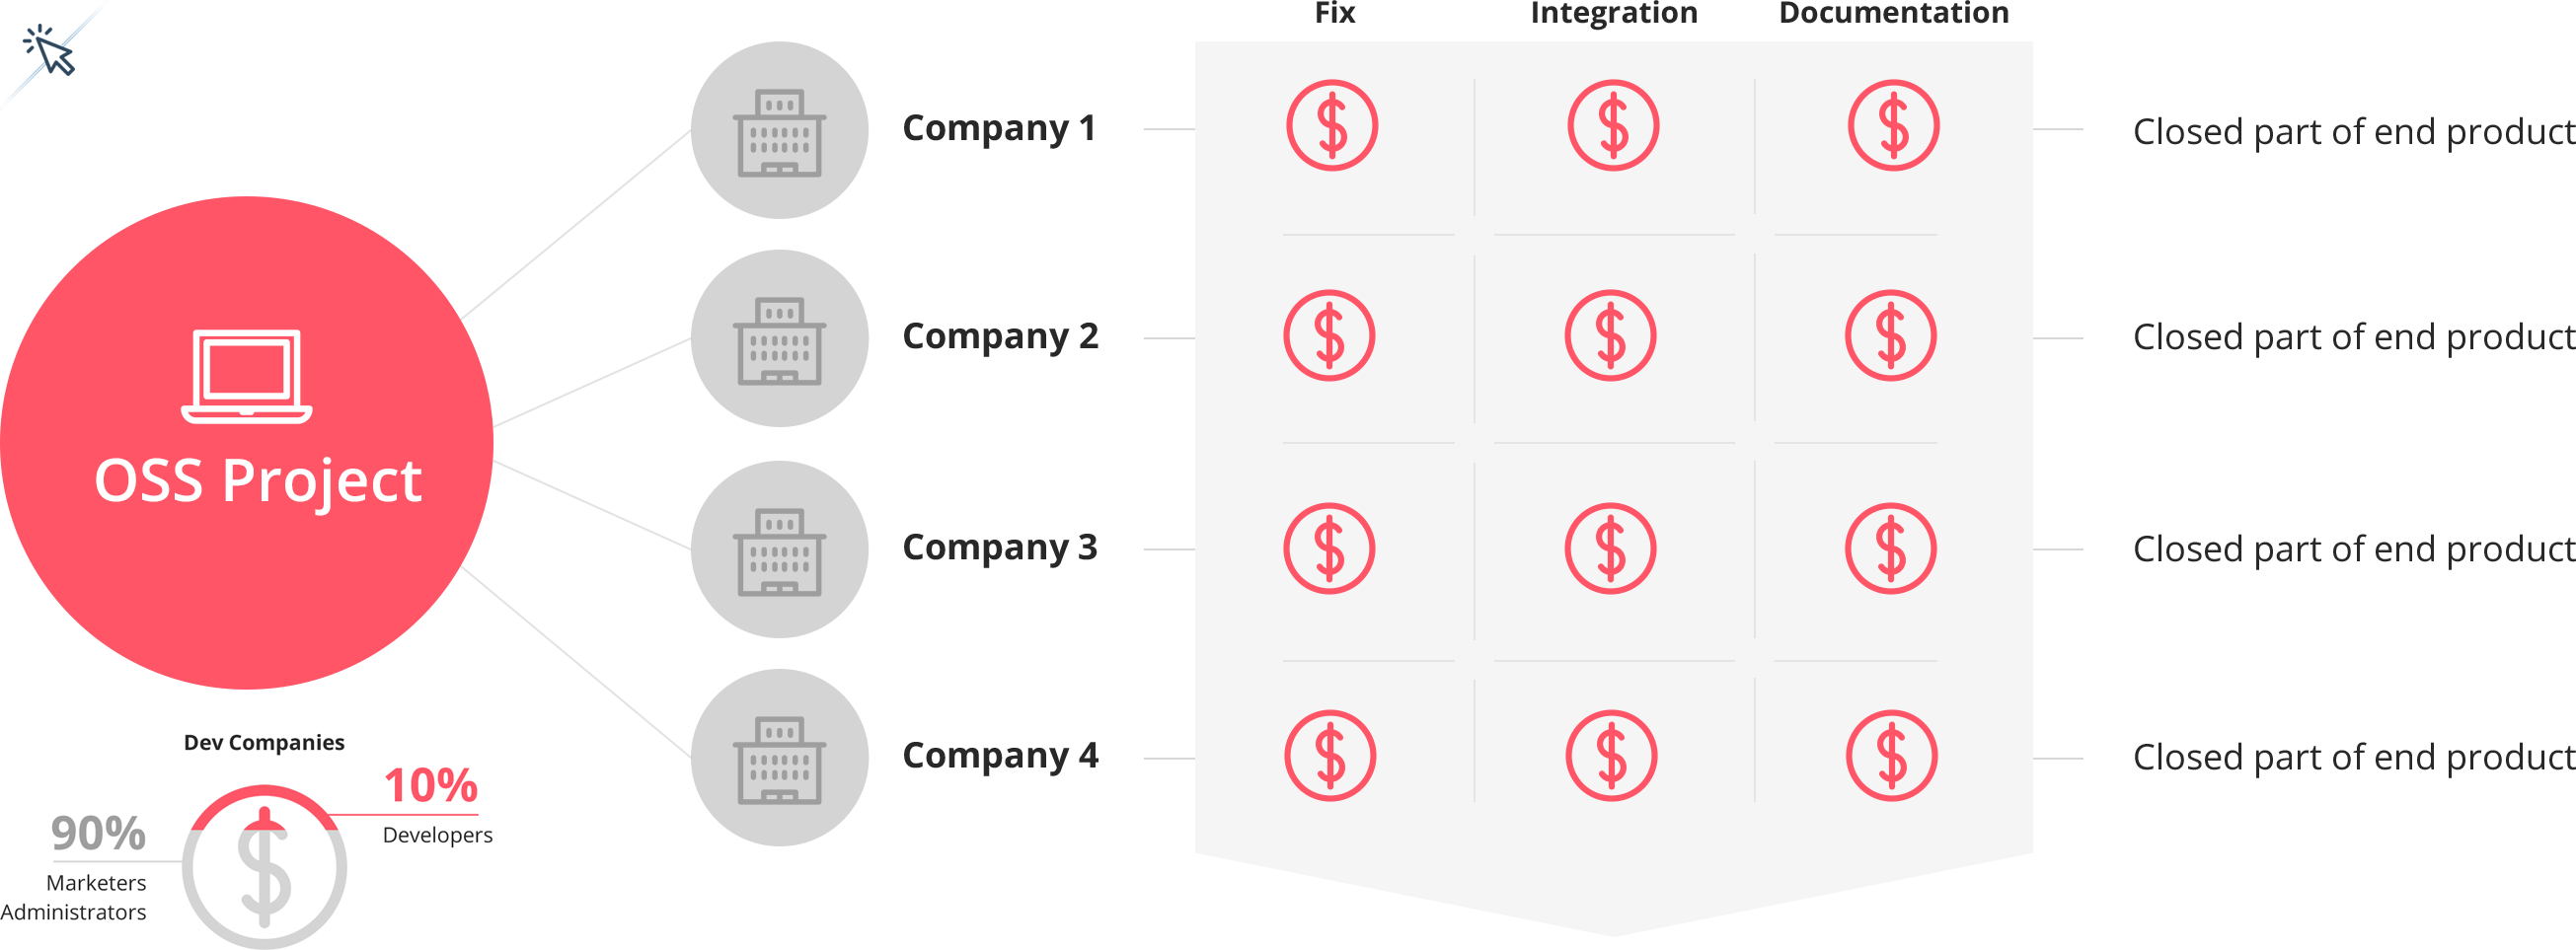 Fix Integration Documentation
Company 1 Closed part of end product
Company 2 Closed part of end product
OSS Project
Company 3 Closed part of end product
Company 4 Closed part of end product
Dev Companies
10%
Developers
90%
Marketers
Administrators